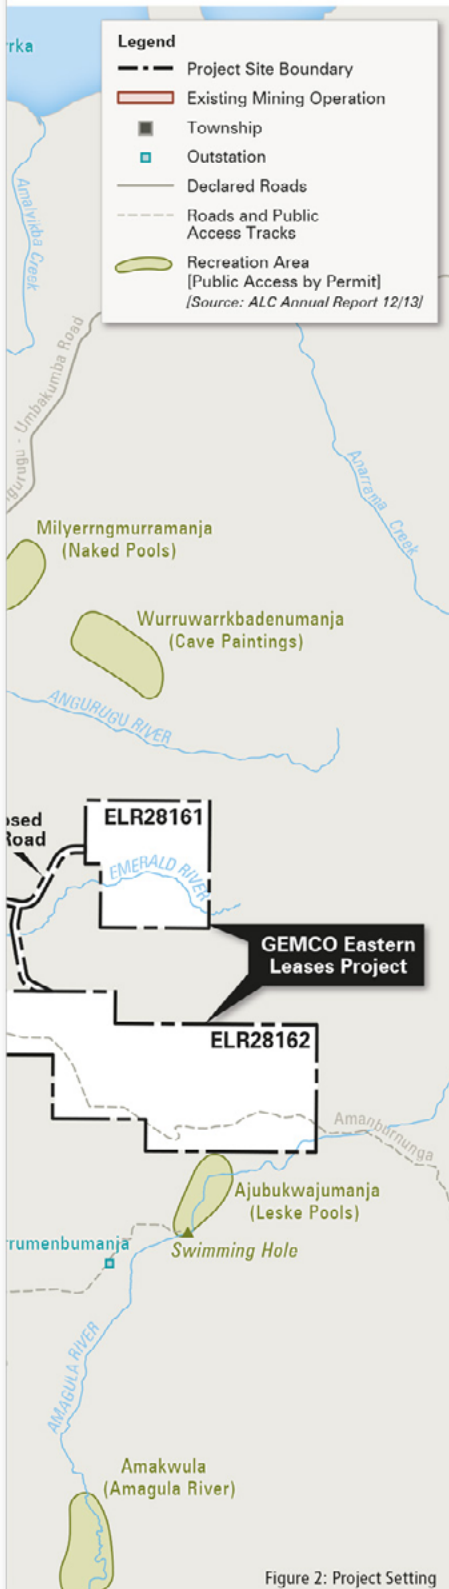 rka
Legend
Project Site Boundary
Existing Mining Operation
Township
Outstation
Declared Roads
Roads and Public
Access Tracks
Recreation Area
[Public Access by Permit]
[Source: ALC Annual Report 12/13]
Amalyikba Creek
gurugu - Umbakumba Road
Anarrama Creek
Milyerrngmurramanja
(Naked Pools)
Wurruwarrkbadenumanja
(Cave Paintings)
ANGURUGU RIVER
osed
Road
ELR28161
EMERALD RIVER
GEMCO Eastern
Leases Project
ELR28162
Amanburnunga
Ajubukwajumanja
(Leske Pools)
Swimming Hole
rrumenbumanja
AMAGULA RIVER
Amakwula
(Amagula River)
Figure 2: Project Setting